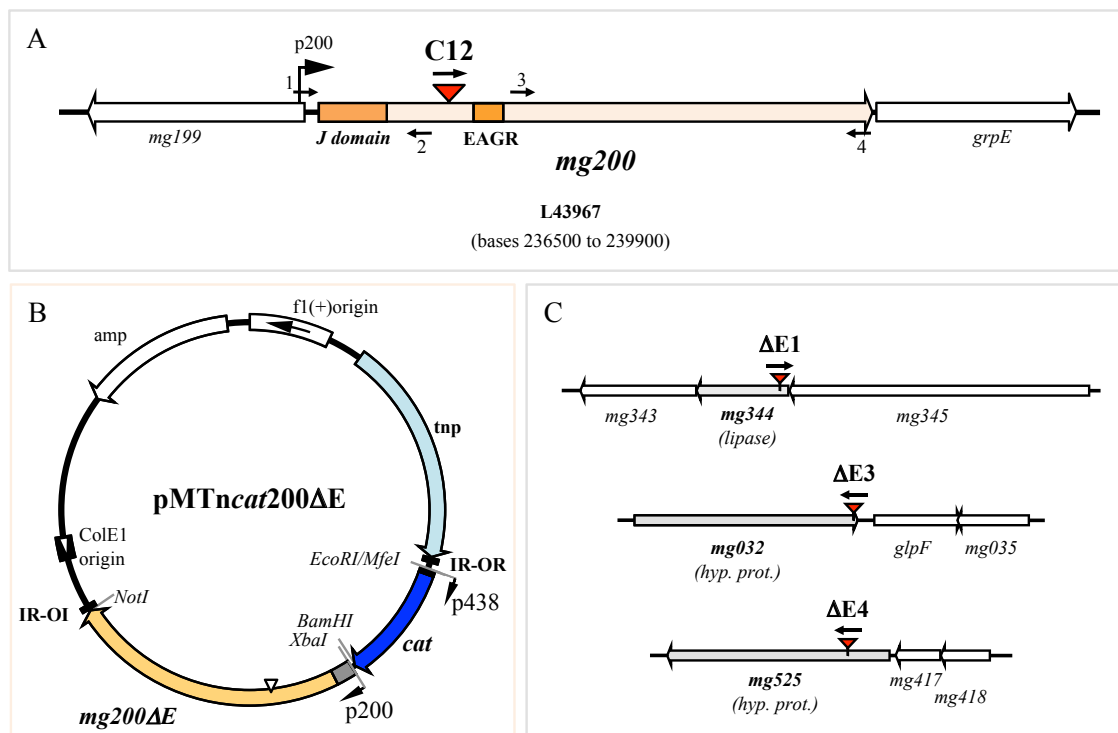 A
p200
C12
1
3
mg199
J domain
2
EAGR
4
grpE
mg200
L43967
(bases 236500 to 239900)
B
f1(+)origin
amp
tnp
pMTncat200ΔE
ColE1
origin
EcoRI/MfeI
IR-OR
p438
NotI
IR-OI
BamHI
XbaI
cat
p200
mg200ΔE
C
ΔE1
mg343
mg344
(lipase)
mg345
ΔE3
mg032
(hyp. prot.)
glpF
mg035
ΔE4
mg525
(hyp. prot.)
mg417
mg418